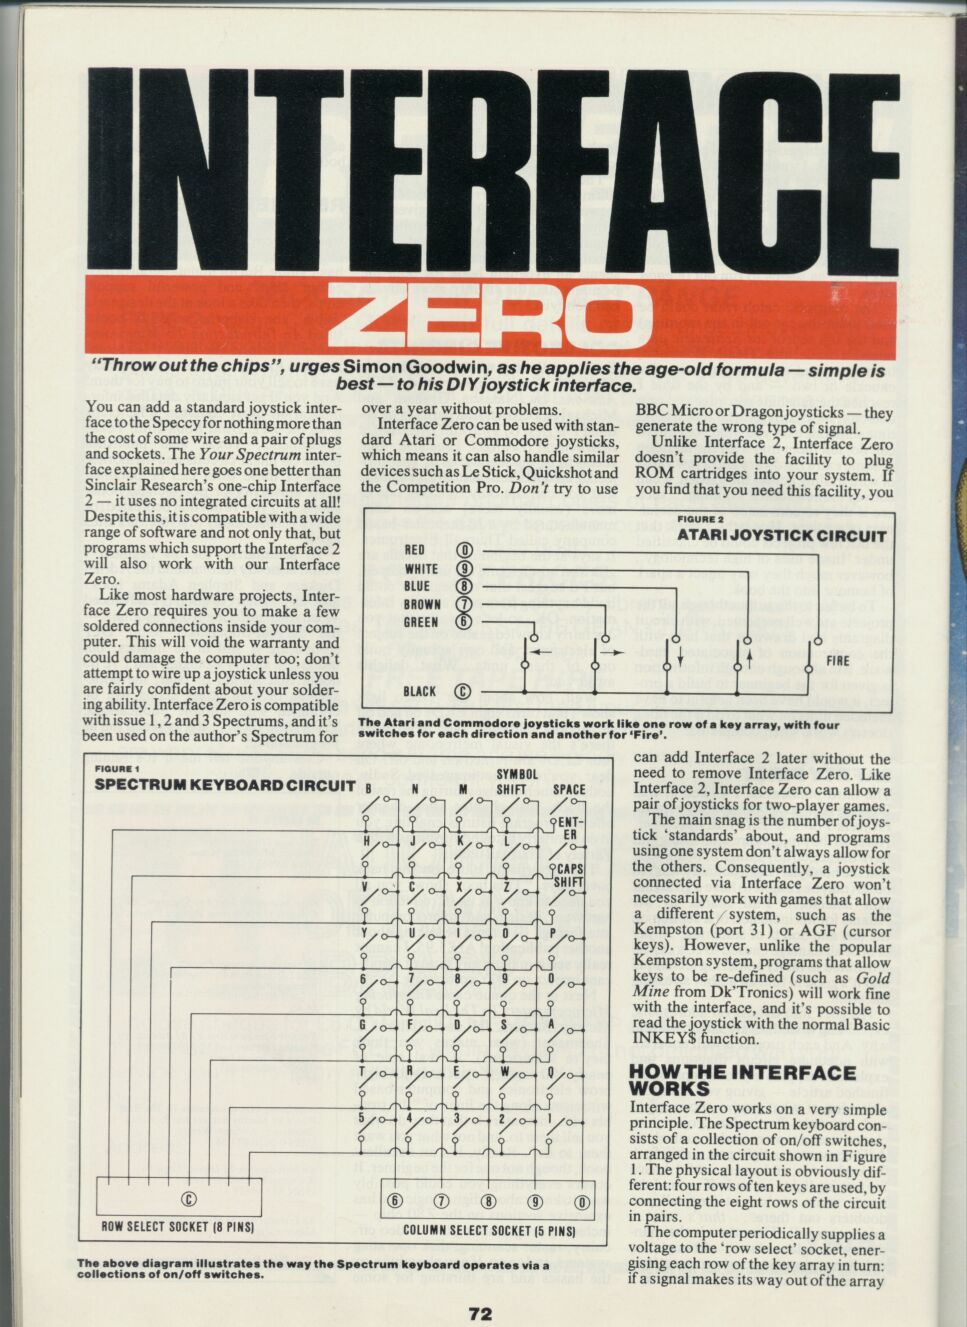 INTERFACE
ZERO
"Throw out the chips", urges Simon Goodwin, as he applies the age-old formula — simple is
best — to his DIY joystick interface.
You can add a standard joystick inter-
face to the Speccy for nothing more than
the cost of some wire and a pair of plugs
and sockets. The Your Spectrum inter-
face explained here goes one better than
Sinclair Research's one-chip Interface
2 — it uses no integrated circuits at all!
Despite this, it is compatible with a wide
range of software and not only that, but
programs which support the Interface 2
will also work with our Interface
Zero.
Like most hardware projects, Inter-
face Zero requires you to make a few
soldered connections inside your com-
puter. This will void the warranty and
could damage the computer too; don't
attempt to wire up a joystick unless you
are fairly confident about your solder-
ing ability. Interface Zero is compatible
with issue 1, 2 and 3 Spectrums, and it's
been used on the author's Spectrum for
over a year without problems.
Interface Zero can be used with stan-
dard Atari or Commodore joysticks,
which means it can also handle similar
devices such as Le Stick, Quickshot and
the Competition Pro. Don't try to use
BBC Micro or Dragon joysticks — they
generate the wrong type of signal.
Unlike Interface 2, Interface Zero
doesn't provide the facility to plug
ROM cartridges into your system. If
you find that you need this facility, you
FIGURE 2
ATARI JOYSTICK CIRCUIT
RED 0
WHITE 9
BLUE 8
BROWN 7
GREEN 6
FIRE
BLACK C
The Atari and Commodore joysticks work like one row of a key array, with four
switches for each direction and another for 'Fire'.
FIGURE 1
SPECTRUM KEYBOARD CIRCUIT
B N M SYMBOL SHIFT SPACE
H J K L ENT-ER
V C X Z CAPS SHIFT
Y U I O P
6 7 8 9 0
G F D S A
T R E W Q
5 4 3 2 1
C
6 7 8 9 0
ROW SELECT SOCKET (8 PINS)
COLUMN SELECT SOCKET (5 PINS)
The above diagram illustrates the way the Spectrum keyboard operates via a
collections of on/off switches.
can add Interface 2 later without the
need to remove Interface Zero. Like
Interface 2, Interface Zero can allow a
pair of joysticks for two-player games.
The main snag is the number of joys-
tick 'standards' about, and programs
using one system don't always allow for
the others. Consequently, a joystick
connected via Interface Zero won't
necessarily work with games that allow
a different system, such as the
Kempston (port 31) or AGF (cursor
keys). However, unlike the popular
Kempston system, programs that allow
keys to be re-defined (such as Gold
Mine from Dk'Tronics) will work fine
with the interface, and it's possible to
read the joystick with the normal Basic
INKEY$ function.
HOW THE INTERFACE
WORKS
Interface Zero works on a very simple
principle. The Spectrum keyboard con-
sists of a collection of on/off switches,
arranged in the circuit shown in Figure
1. The physical layout is obviously dif-
ferent: four rows of ten keys are used, by
connecting the eight rows of the circuit
in pairs.
The computer periodically supplies a
voltage to the 'row select' socket, ener-
gising each row of the key array in turn:
if a signal makes its way out of the array
72